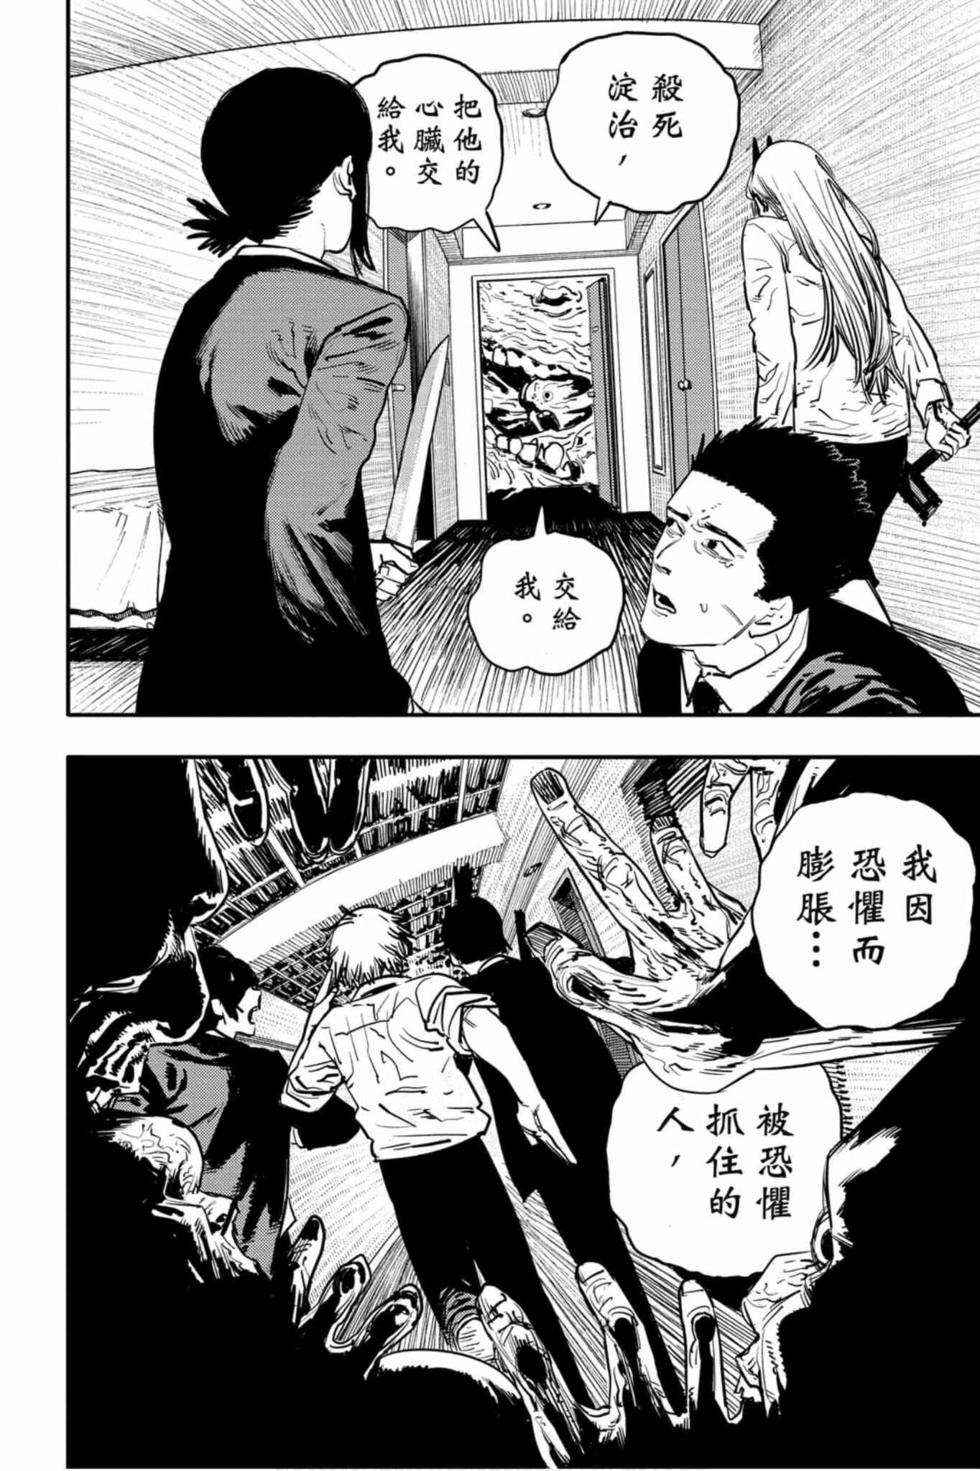 殺死
淀治，
把他的
心臟交
給我。
交給
我。
我因
恐懼而
膨脹⋯
被恐懼
抓住的
人，